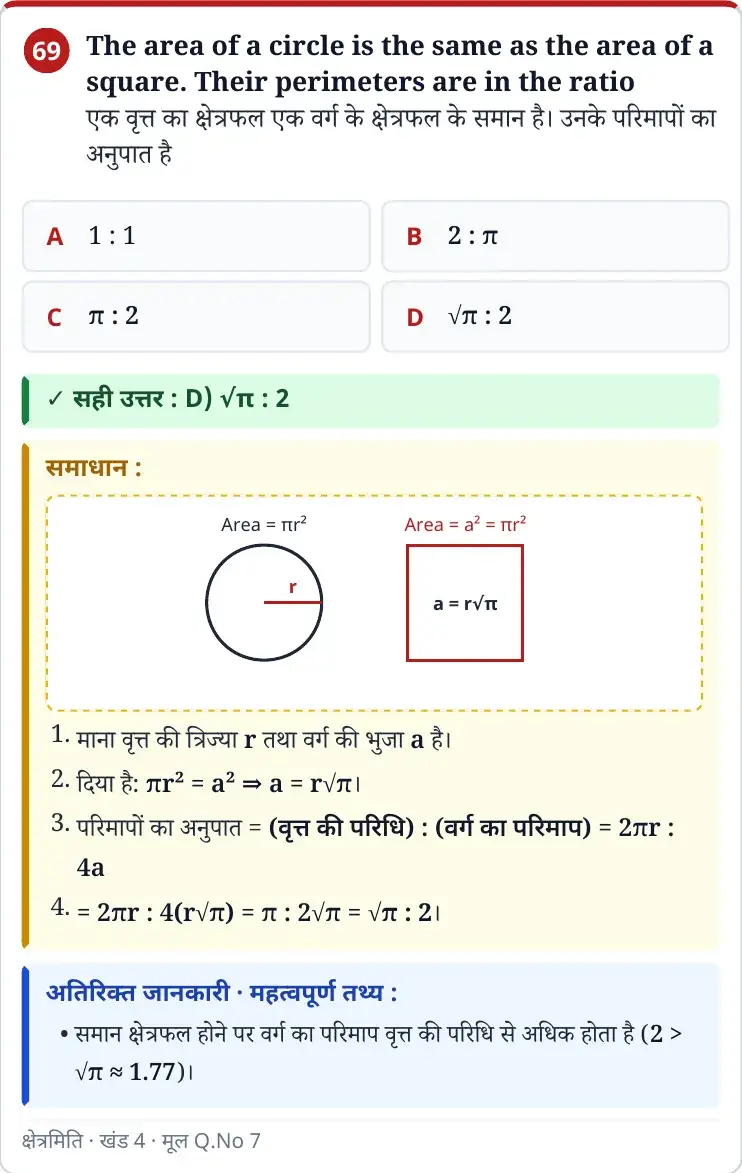 69 The area of a circle is the same as the area of a
square. Their perimeters are in the ratio
एक वृत्त का क्षेत्रफल एक वर्ग के क्षेत्रफल के समान है। उनके परिमापों का
अनुपात है
A 1 : 1
B 2 : π
C π : 2
D √π : 2
✓ सही उत्तर : D) √π : 2
समाधान :
Area = πr²
Area = a² = πr²
r
a = r√π
1. माना वृत्त की त्रिज्या r तथा वर्ग की भुजा a है।
2. दिया है: πr² = a² ⇒ a = r√π।
3. परिमापों का अनुपात = (वृत्त की परिधि) : (वर्ग का परिमाप) = 2πr :
4a
4. = 2πr : 4(r√π) = π : 2√π = √π : 2।
अतिरिक्त जानकारी · महत्वपूर्ण तथ्य :
• समान क्षेत्रफल होने पर वर्ग का परिमाप वृत्त की परिधि से अधिक होता है (2 >
√π ≈ 1.77)।
क्षेत्रमिति · खंड 4 · मूल Q.No 7